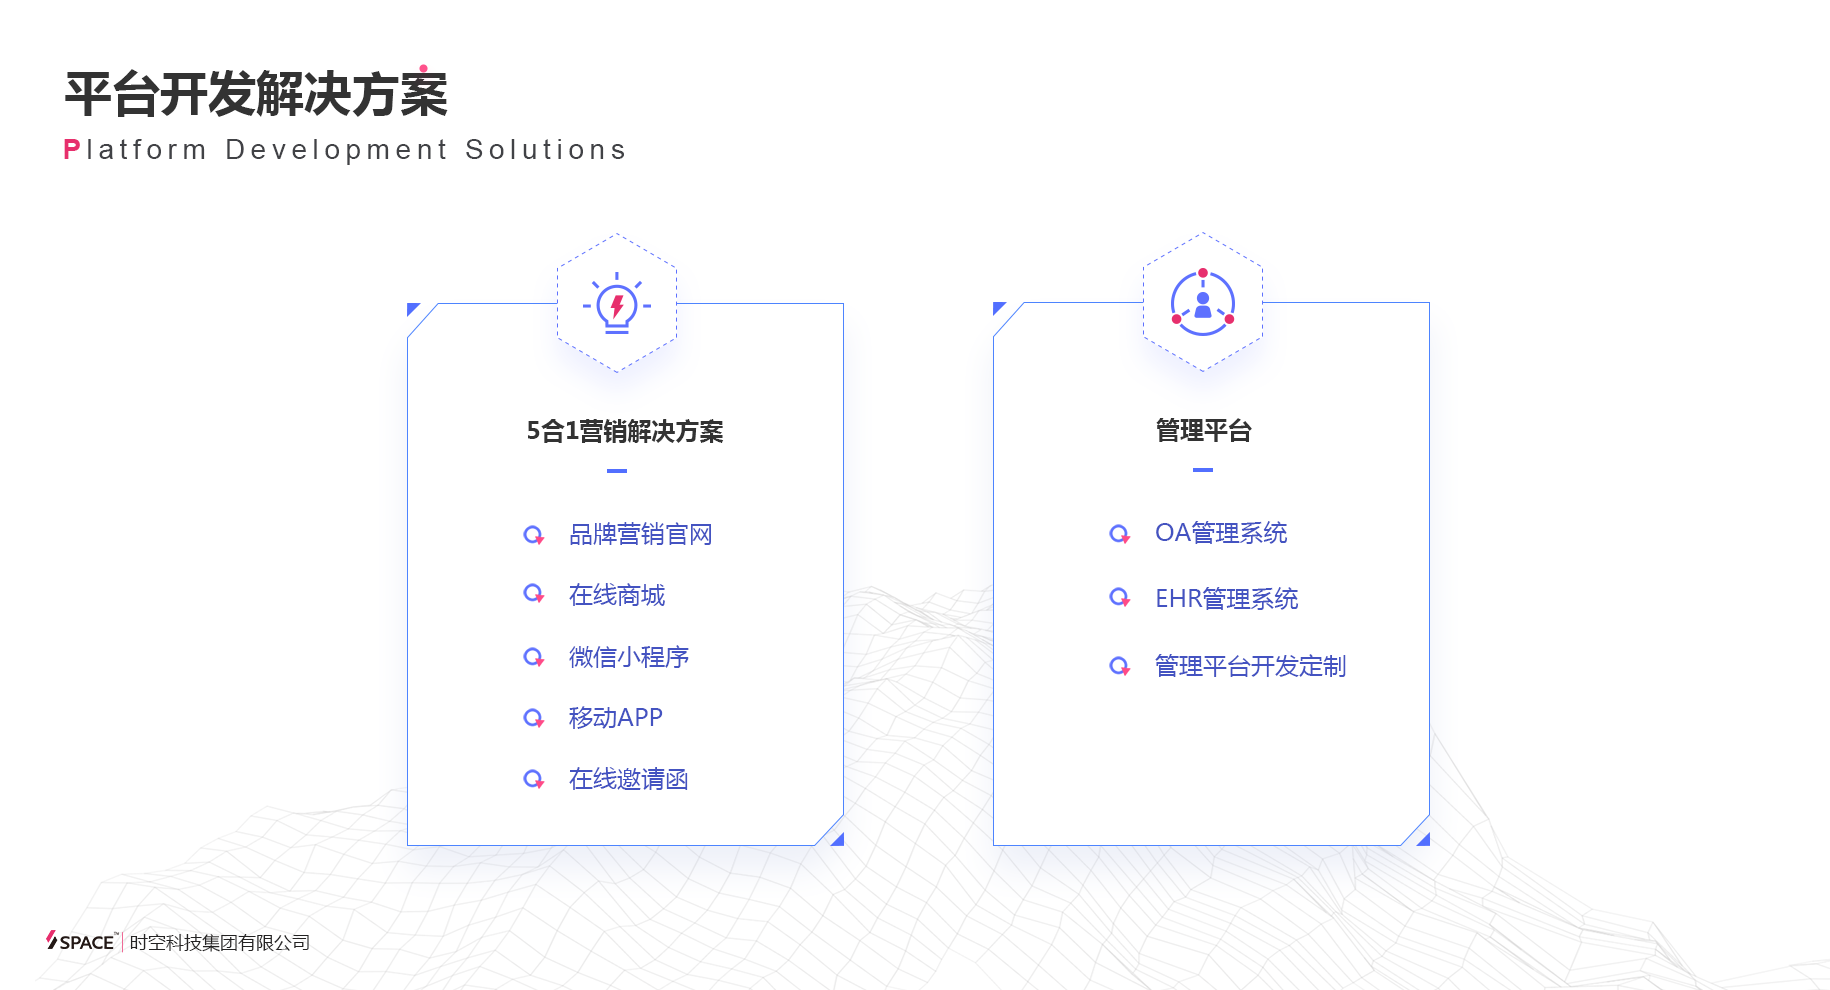 平台开发解决方案
Platform Development Solutions
5合1营销解决方案
品牌营销官网
在线商城
微信小程序
移动APP
在线邀请函
管理平台
OA管理系统
EHR管理系统
管理平台开发定制
SPACE™ 时空科技集团有限公司